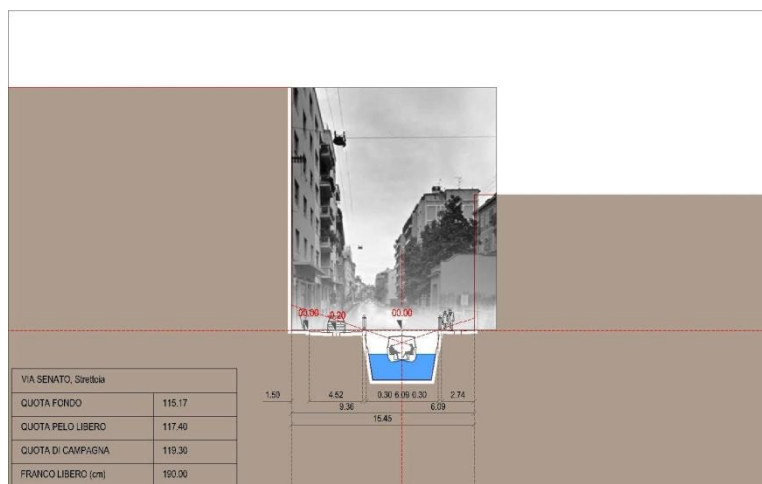 00.00
-0.20
00.00
1.50
4.52
0.30 6.09 0.30
2.74
9.36
6.09
15.45
VIA SENATO, Strettoia
QUOTA FONDO 115.17
QUOTA PELO LIBERO 117.40
QUOTA DI CAMPAGNA 119.30
FRANCO LIBERO (cm) 190.00